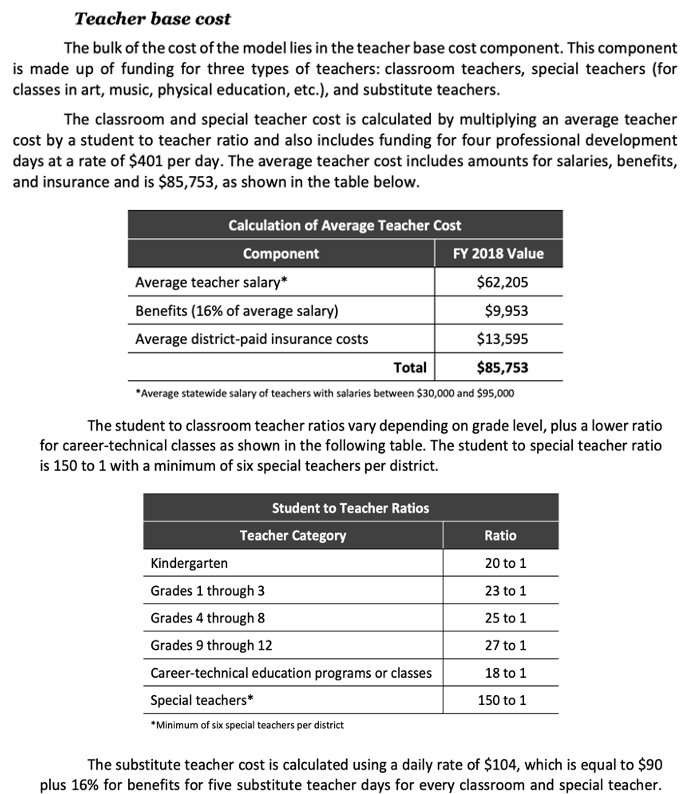 Teacher base cost
The bulk of the cost of the model lies in the teacher base cost component. This component
is made up of funding for three types of teachers: classroom teachers, special teachers (for
classes in art, music, physical education, etc.), and substitute teachers.
The classroom and special teacher cost is calculated by multiplying an average teacher
cost by a student to teacher ratio and also includes funding for four professional development
days at a rate of $401 per day. The average teacher cost includes amounts for salaries, benefits,
and insurance and is $85,753, as shown in the table below.
Calculation of Average Teacher Cost
Component FY 2018 Value
Average teacher salary* $62,205
Benefits (16% of average salary) $9,953
Average district-paid insurance costs $13,595
Total $85,753
*Average statewide salary of teachers with salaries between $30,000 and $95,000
The student to classroom teacher ratios vary depending on grade level, plus a lower ratio
for career-technical classes as shown in the following table. The student to special teacher ratio
is 150 to 1 with a minimum of six special teachers per district.
Student to Teacher Ratios
Teacher Category Ratio
Kindergarten 20 to 1
Grades 1 through 3 23 to 1
Grades 4 through 8 25 to 1
Grades 9 through 12 27 to 1
Career-technical education programs or classes 18 to 1
Special teachers* 150 to 1
*Minimum of six special teachers per district
The substitute teacher cost is calculated using a daily rate of $104, which is equal to $90
plus 16% for benefits for five substitute teacher days for every classroom and special teacher.